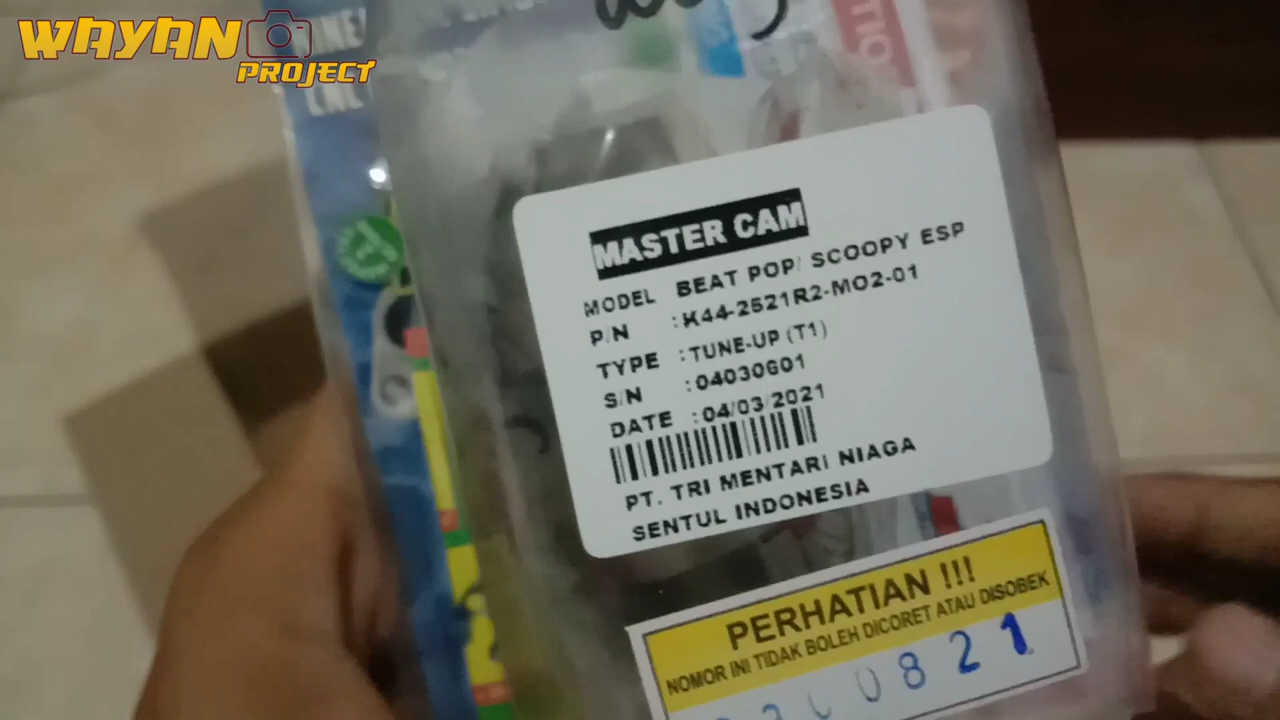 WAYAN
PROJECT
MASTER CAM
MODEL BEAT POP/ SCOOPY ESP
P/N : K44-2521R2-MO2-01
TYPE : TUNE-UP (T1)
S/N : 04030601
DATE : 04/03/2021
PT. TRI MENTARI NIAGA
SENTUL INDONESIA
PERHATIAN !!!
NOMOR INI TIDAK BOLEH DICORET ATAU DISOBEK
0821